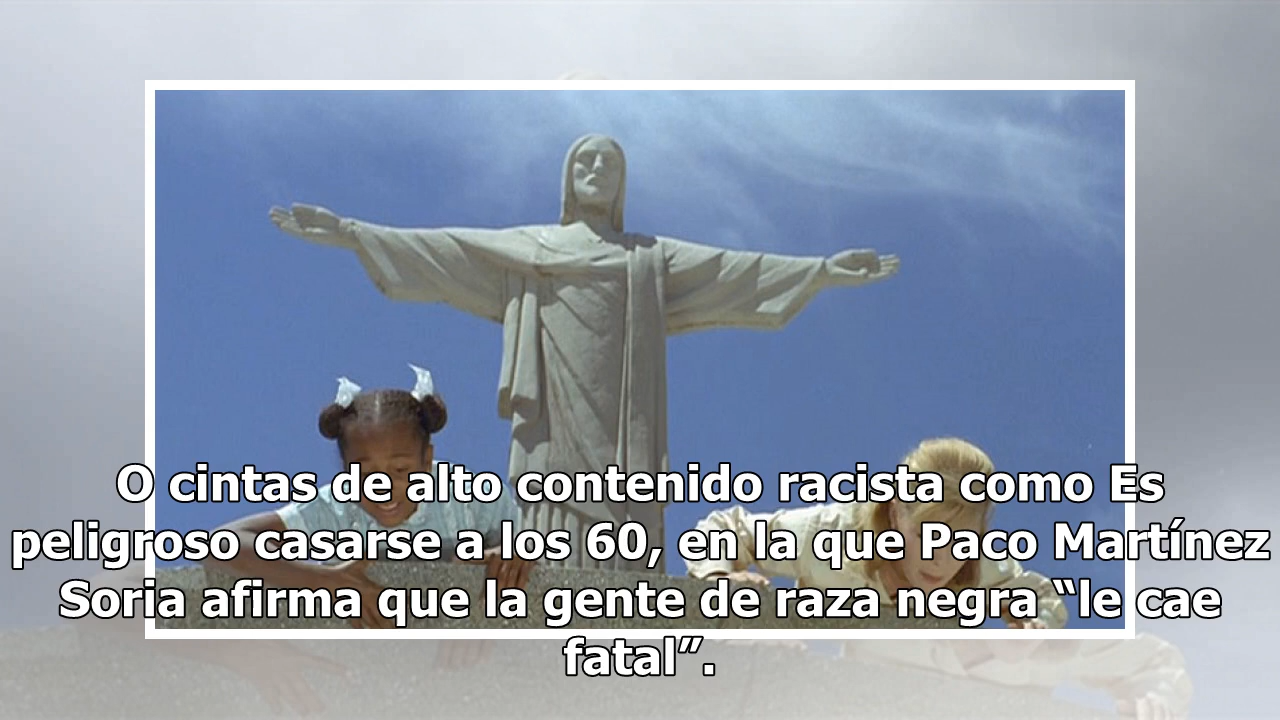 O cintas de alto contenido racista como Es
peligroso casarse a los 60, en la que Paco Martínez
Soria afirma que la gente de raza negra “le cae
fatal”.